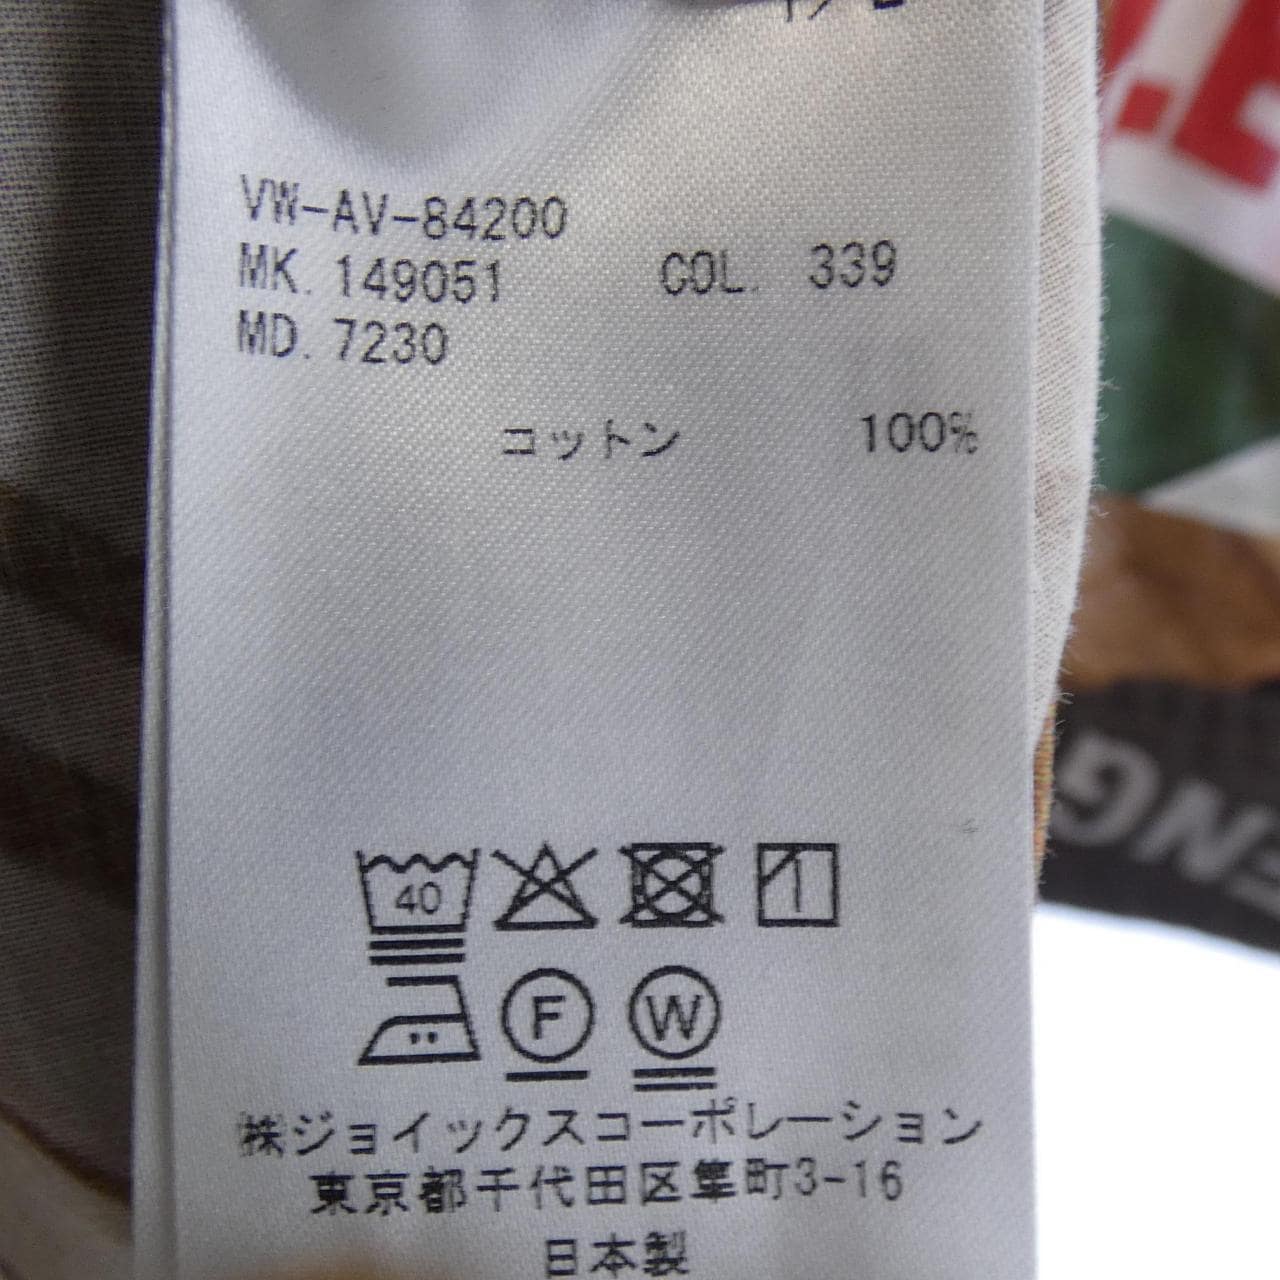 VW-AV-84200
MK. 149051 COL. 339
MD. 7230
コットン 100%
40
F W
㈱ジョイックスコーポレーション
東京都千代田区隼町3-16
日本製
ENG